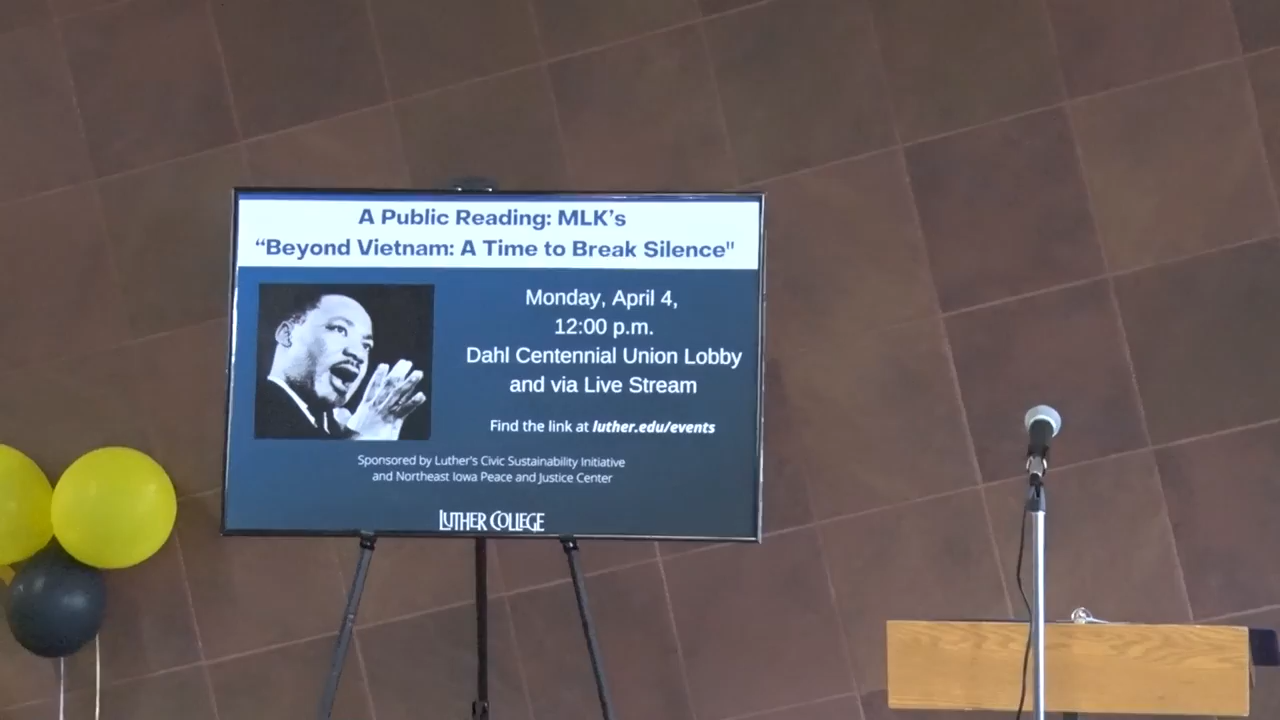 A Public Reading: MLK's
“Beyond Vietnam: A Time to Break Silence"
Monday, April 4,
12:00 p.m.
Dahl Centennial Union Lobby
and via Live Stream
Find the link at luther.edu/events
Sponsored by Luther's Civic Sustainability Initiative
and Northeast Iowa Peace and Justice Center
LUTHER COLLEGE